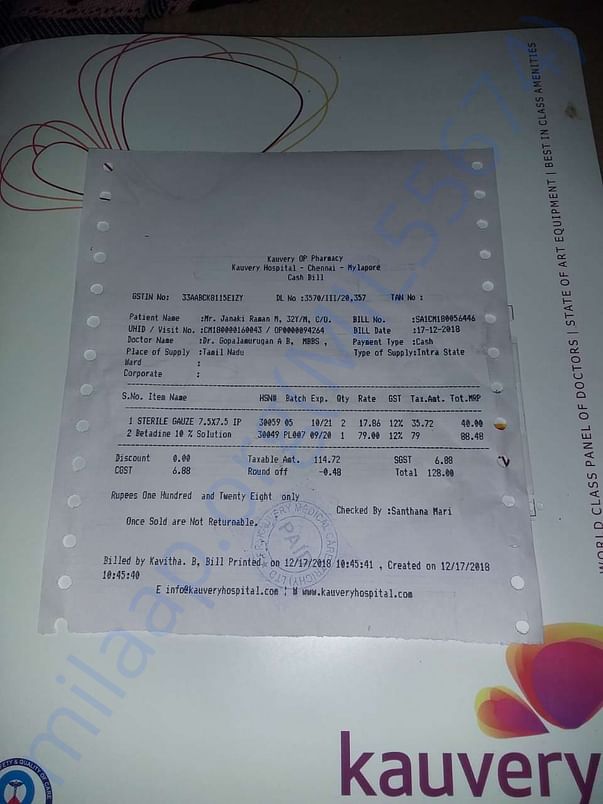 Kauvery OP Pharmacy
Kauvery Hospital - Chennai - Mylapore
Cash Bill
GSTIN No: 33AABCK8115E1ZY DL No :3570/III/20,357 TAN No :
Patient Name :Mr. Janaki Raman M, 32Y/M, C/O. BILL No. :SA1CM180056446
UHID / Visit No. :CM180000160043 / OP0000094264 BILL Date :17-12-2018
Doctor Name :Dr. Gopalamurugan A B, MBBS , Payment Type :Cash
Place of Supply :Tamil Nadu Type of Supply:Intra State
Ward :
Corporate :
S.No. Item Name HSN# Batch Exp. Qty Rate GST Tax.Amt. Tot.MRP
1 STERILE GAUZE 7.5X7.5 IP 30059 05 10/21 2 17.86 12% 35.72 40.00
2 Betadine 10 % Solution 30049 PL007 09/20 1 79.00 12% 79 88.48
Discount 0.00 Taxable Amt. 114.72 SGST 6.88
CGST 6.88 Round off -0.48 Total 128.00
Rupees One Hundred and Twenty Eight only
Checked By :Santhana Mari
Once Sold are Not Returnable.
PAID
Billed by Kavitha. B, Bill Printed on 12/17/2018 10:45:41 , Created on 12/17/2018
10:45:40
E info@kauveryhospital.com ¦ W www.kauveryhospital.com
WORLD CLASS PANEL OF DOCTORS | STATE OF ART EQUIPMENT | BEST IN CLASS AMENITIES
kauvery
milaap.org(MIL55674)